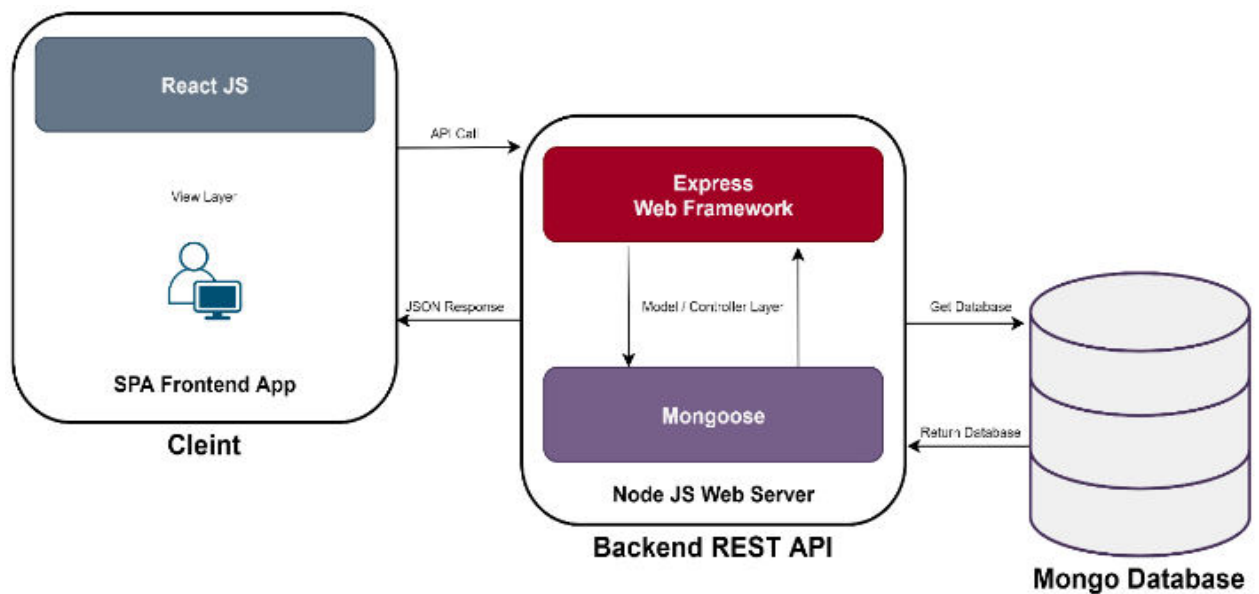 React JS
View Layer
SPA Frontend App
Cleint
API Call
JSON Response
Express
Web Framework
Model / Controller Layer
Mongoose
Node JS Web Server
Backend REST API
Get Database
Return Database
Mongo Database